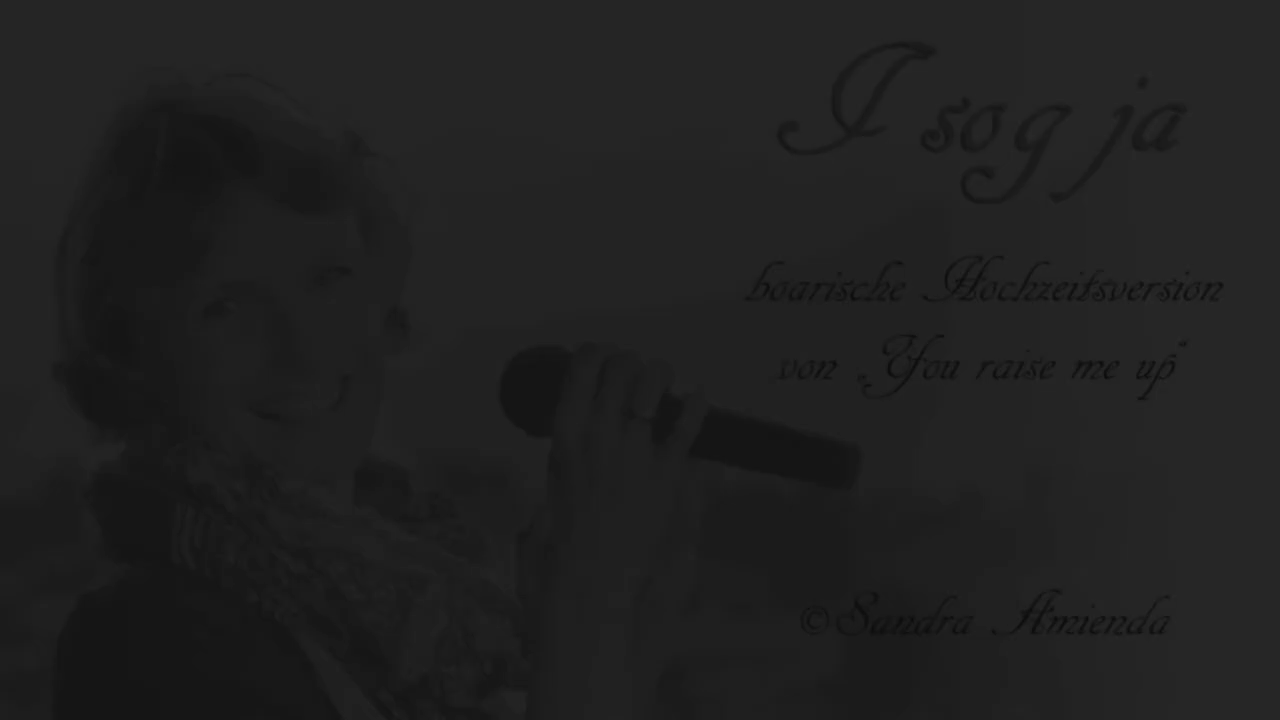 I sog ja
boarische Hochzeitsversion
von „You raise me up“
©Sandra Amienda